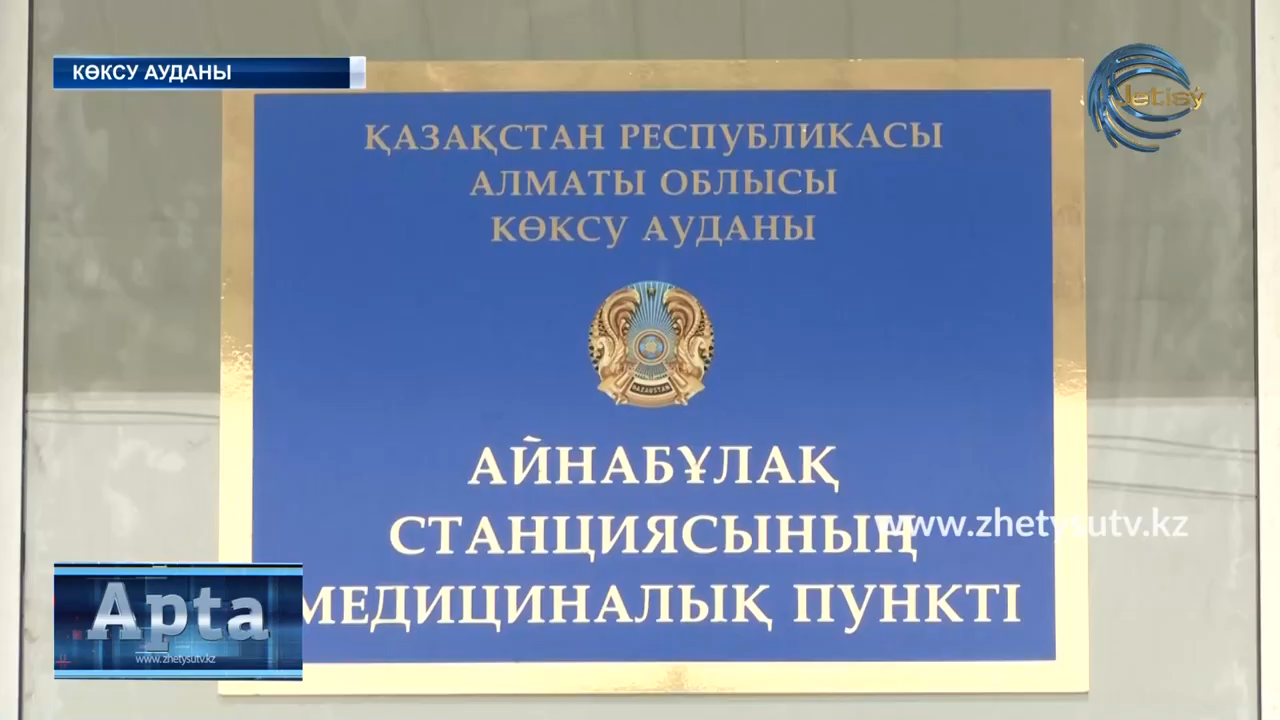 КӨКСУ АУДАНЫ
Jetisý
ҚАЗАҚСТАН РЕСПУБЛИКАСЫ
АЛМАТЫ ОБЛЫСЫ
КӨКСУ АУДАНЫ
QAZAQSTAN
АЙНАБҰЛАҚ
СТАНЦИЯСЫНЫҢ
www.zhetysutv.kz
МЕДИЦИНАЛЫҚ ПУНКТІ
Apta
www.zhetysutv.kz